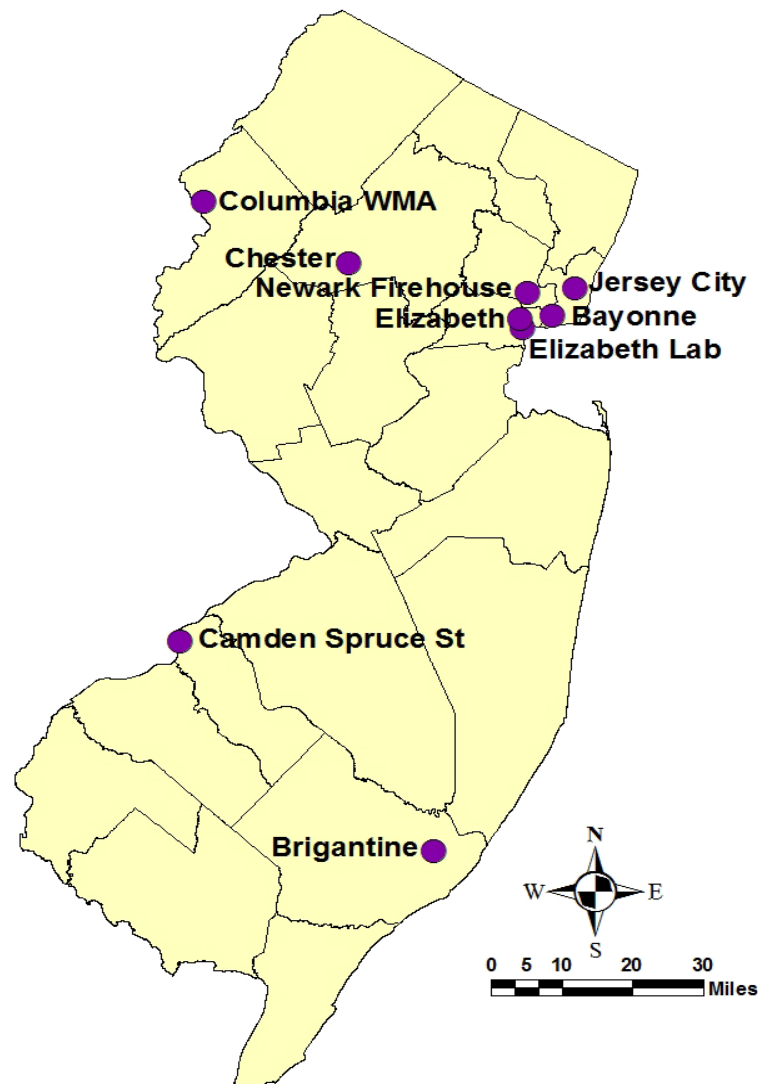 Columbia WMA
Chester
Newark Firehouse
Jersey City
Elizabeth
Bayonne
Elizabeth Lab
Camden Spruce St
Brigantine
N
W
E
S
0 5 10 20 30
Miles